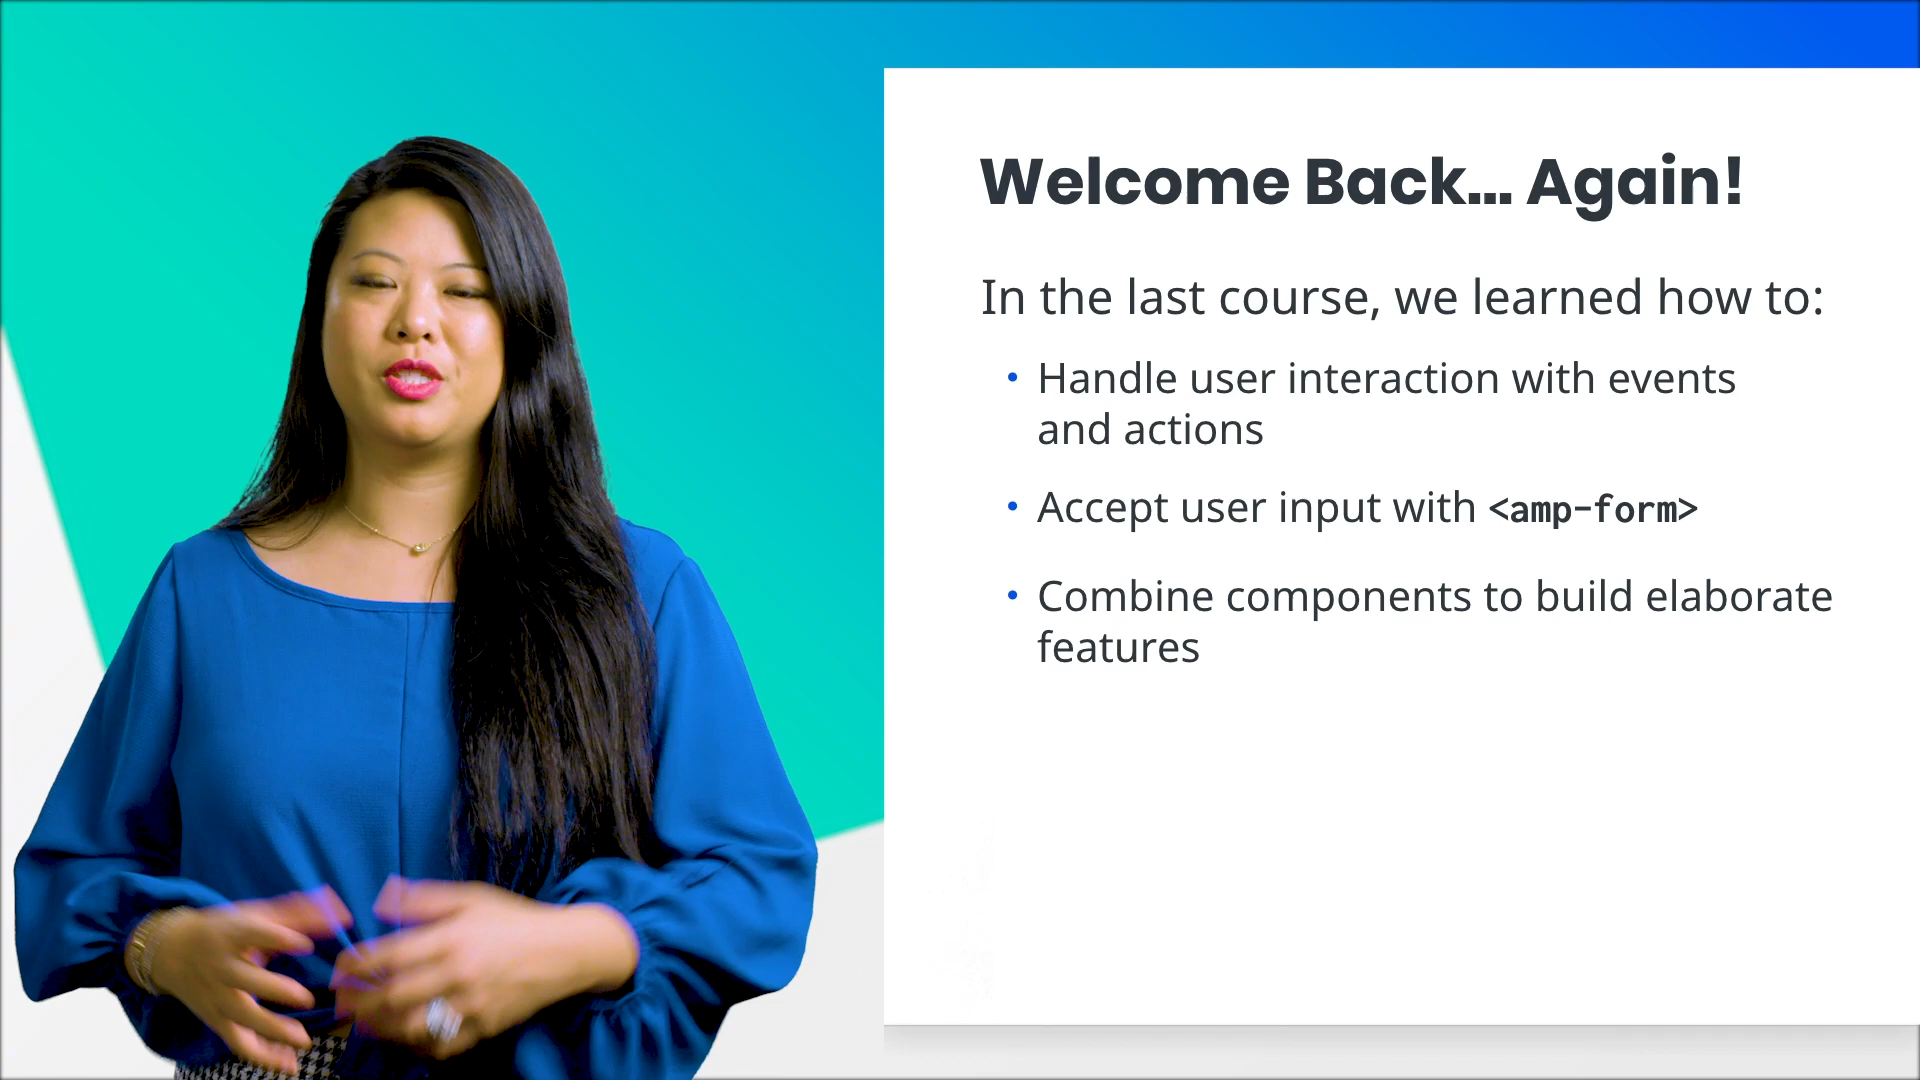 Welcome Back... Again!
In the last course, we learned how to:
• Handle user interaction with events
and actions
• Accept user input with <amp-form>
• Combine components to build elaborate
features